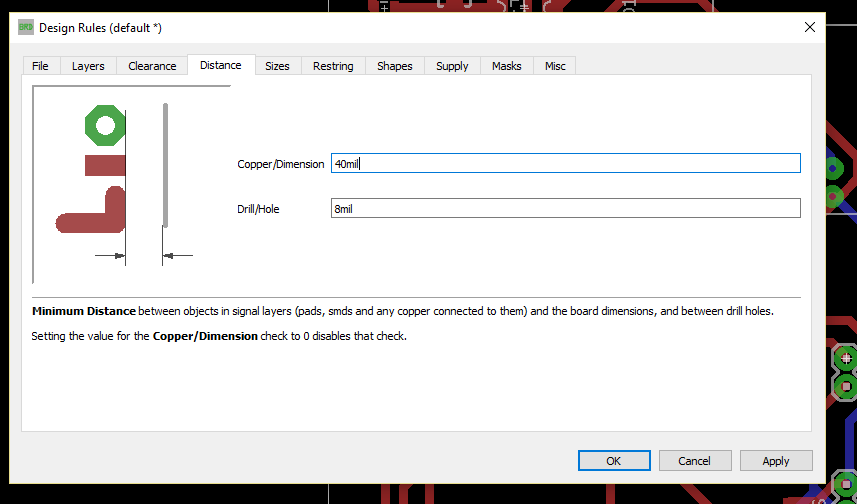 Design Rules (default *)
File Layers Clearance Distance Sizes Restring Shapes Supply Masks Misc
Copper/Dimension 40mil
Drill/Hole 8mil
Minimum Distance between objects in signal layers (pads, smds and any copper connected to them) and the board dimensions, and between drill holes.
Setting the value for the Copper/Dimension check to 0 disables that check.
OK Cancel Apply